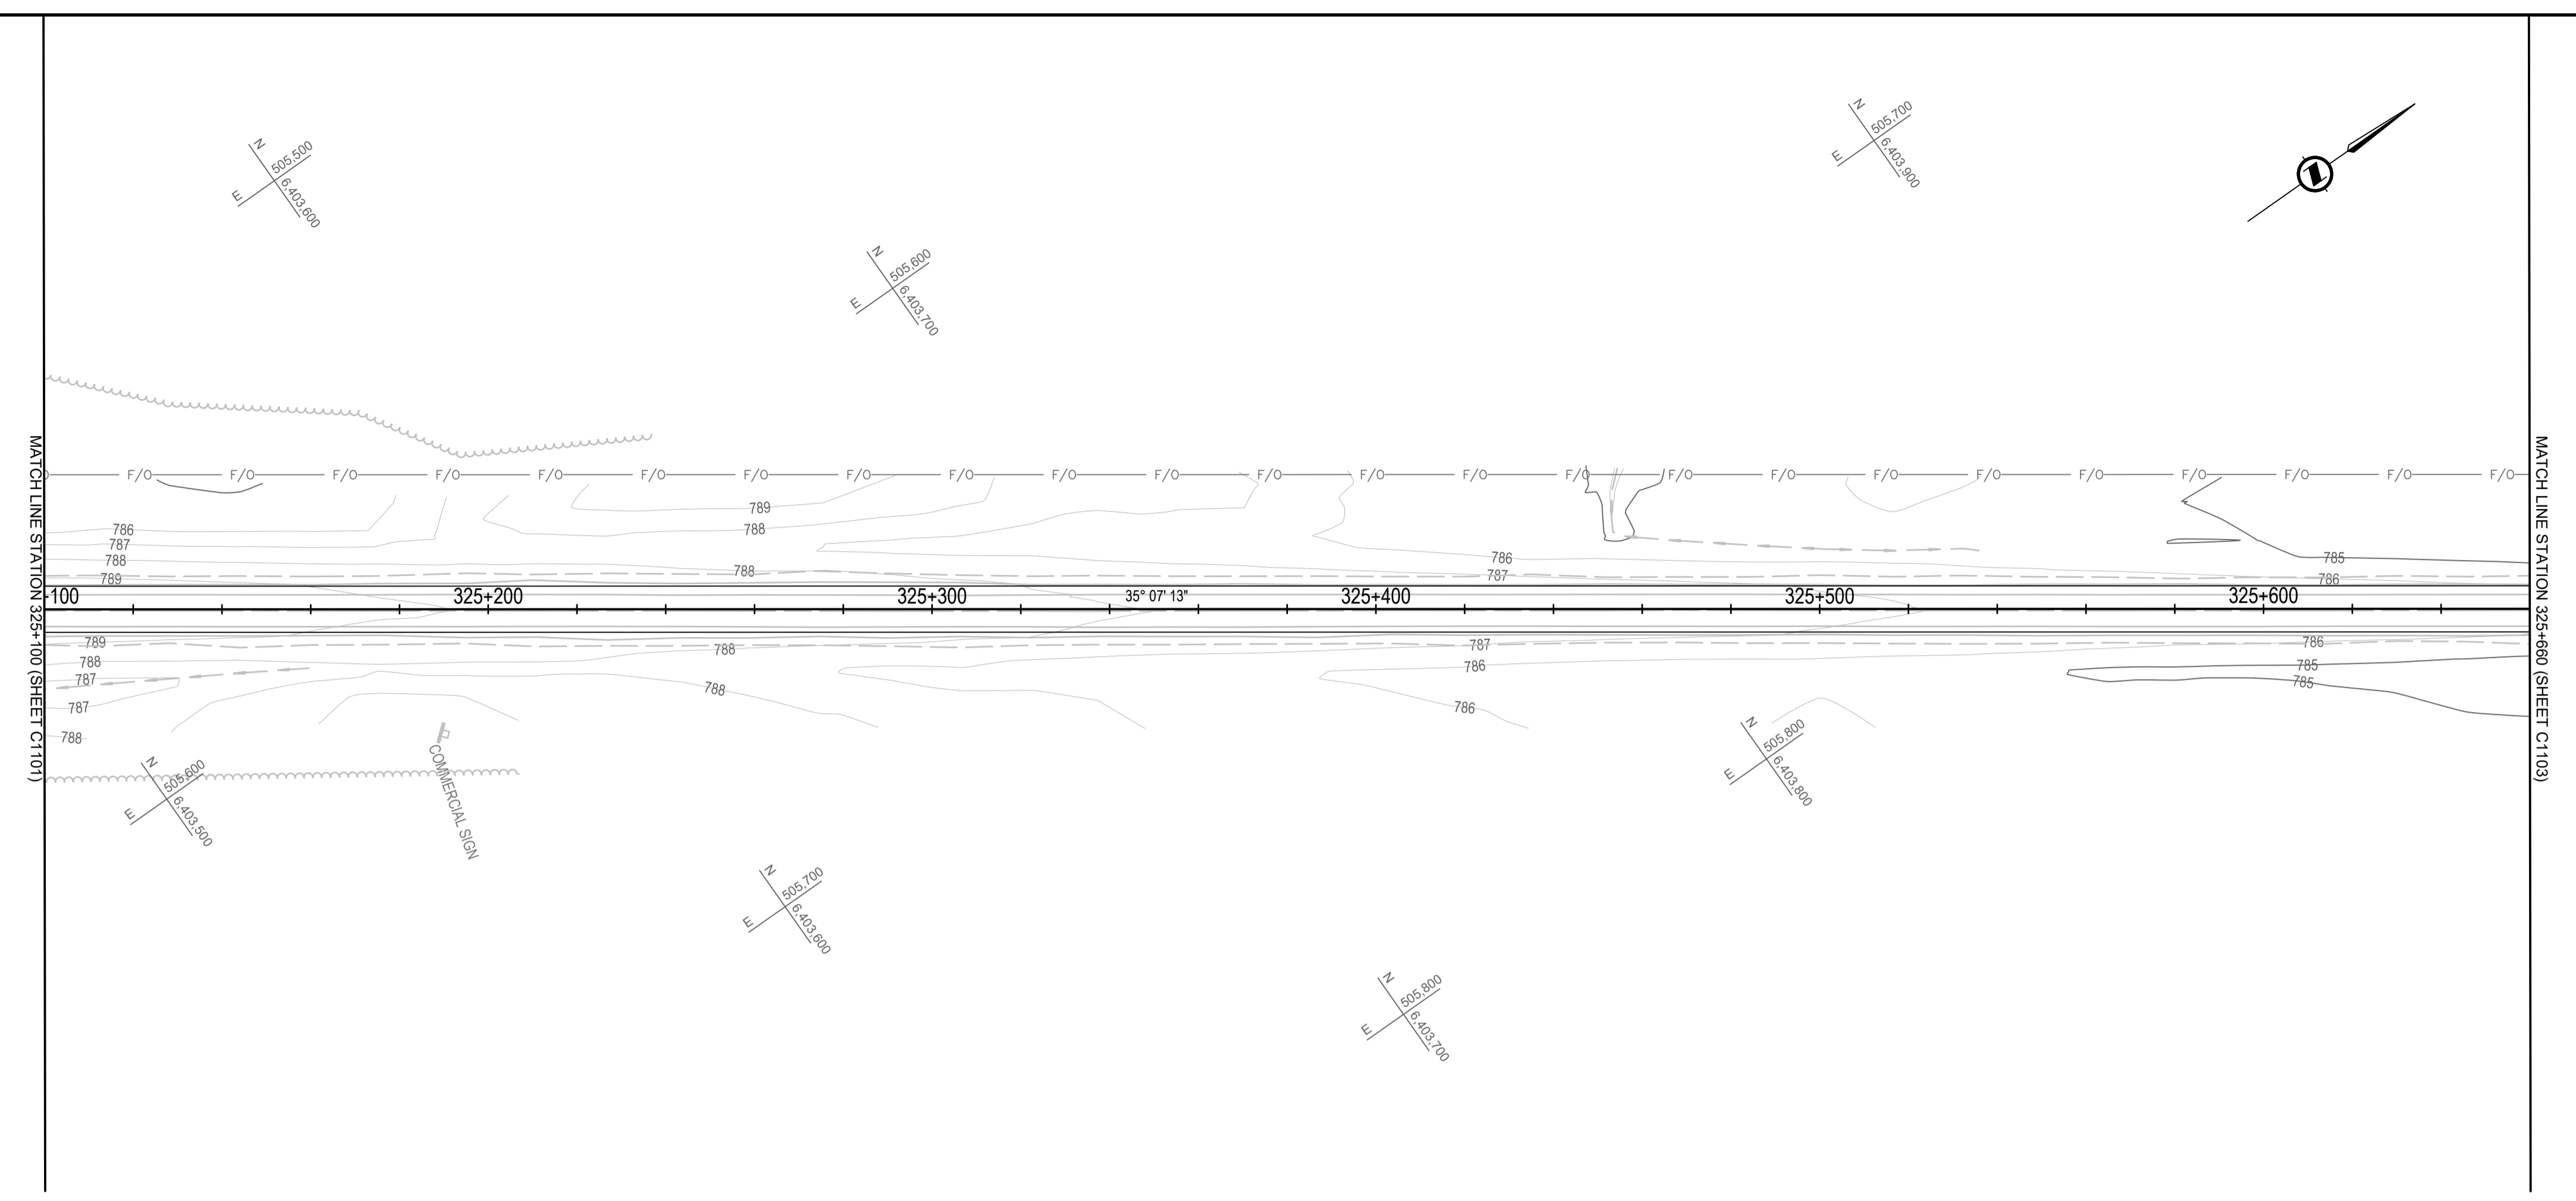 N
505,700
E
6,403,900
N
505,500
E
6,403,600
N
505,600
E
6,403,700
MATCH LINE STATION 325+100 (SHEET C1101)
MATCH LINE STATION 325+660 (SHEET C1103)
F/O F/O F/O F/O F/O F/O F/O F/O F/O F/O F/O F/O F/O F/O F/O F/O F/O F/O F/O F/O F/O F/O F/O F/O
789
786
788
787
788
786
785
788
787
789
786
-100 325+200 325+300 35° 07' 13" 325+400 325+500 325+600
789
788
787
786
788
786
785
787
788
785
787
786
788
COMMERCIAL SIGN
N
505,800
E
6,403,800
N
505,600
E
6,403,500
N
505,700
E
6,403,600
N
505,800
E
6,403,700